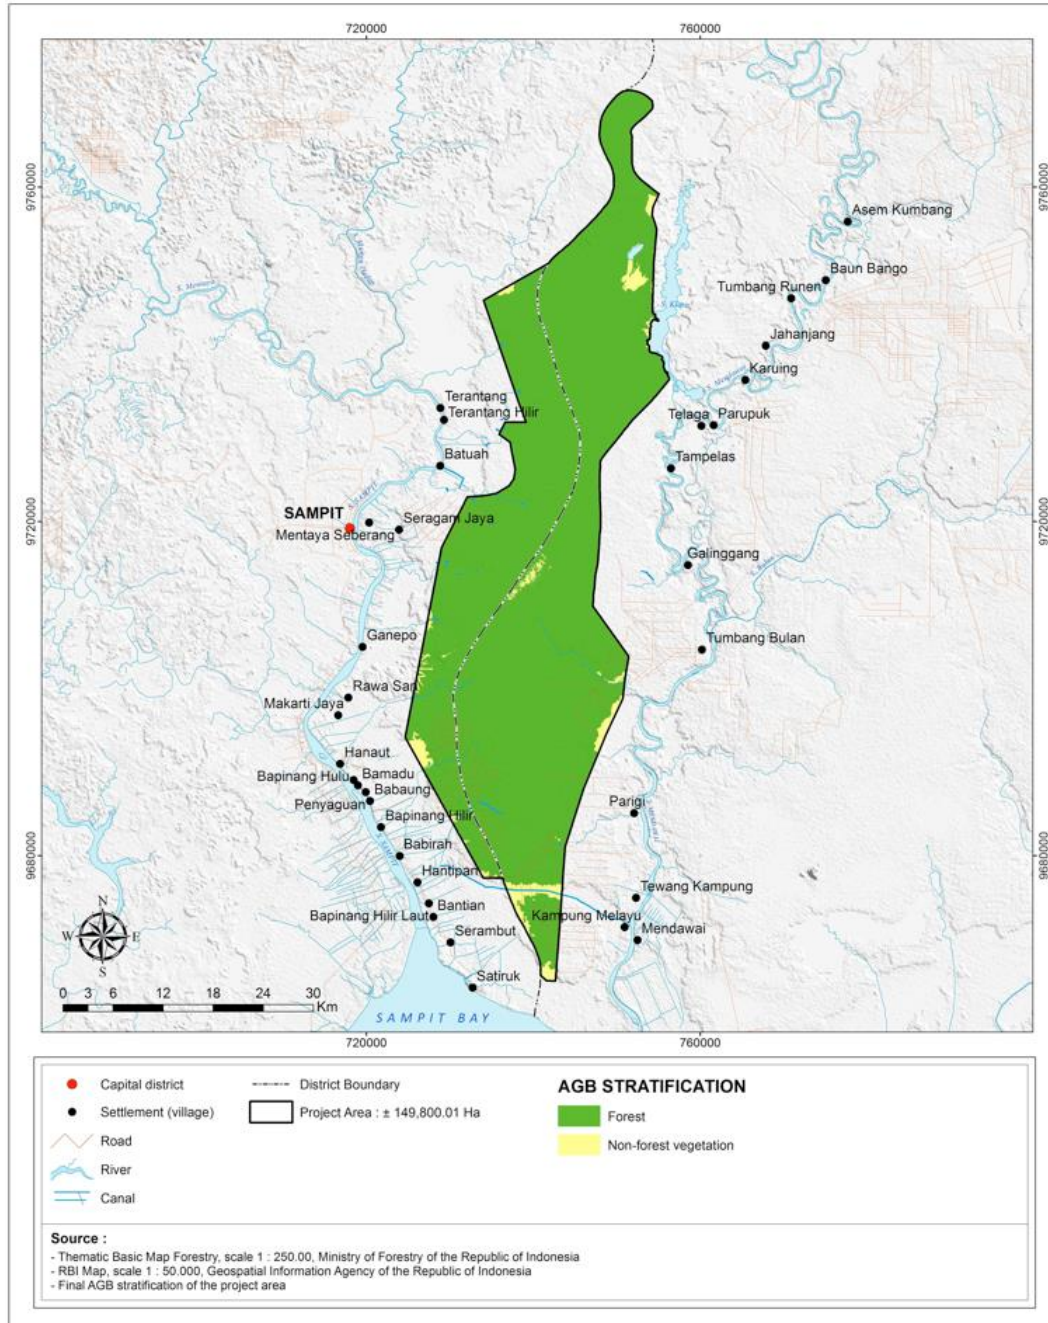 720000
760000
9760000
9760000
Asem Kumbang
Baun Bango
Tumbang Runen
Jahanjang
Karuing
Terantang
Terantang Hilir
Telaga
Parupuk
Batuah
Tampelas
S. SAMPIT
SAMPIT
Seragam Jaya
Mentaya Seberang
9720000
9720000
Galinggang
Ganepo
Tumbang Bulan
Rawa Sari
Makarti Jaya
Hanaut
Bapinang Hulu
Bamadu
Babaung
Penyaguan
Parigi
Bapinang Hilir
S. SAMPIT
Babirah
9680000
9680000
Hantipan
Tewang Kampung
Bantian
Bapinang Hilir Laut
Kampung Melayu
Mendawai
Serambut
N
W
E
S
Satiruk
0 3 6 12 18 24 30
Km
SAMPIT BAY
720000
760000
Capital district
Settlement (village)
Road
River
Canal
District Boundary
Project Area : ± 149,800.01 Ha
AGB STRATIFICATION
Forest
Non-forest vegetation
Source :
- Thematic Basic Map Forestry, scale 1 : 250.00, Ministry of Forestry of the Republic of Indonesia
- RBI Map, scale 1 : 50.000, Geospatial Information Agency of the Republic of Indonesia
- Final AGB stratification of the project area